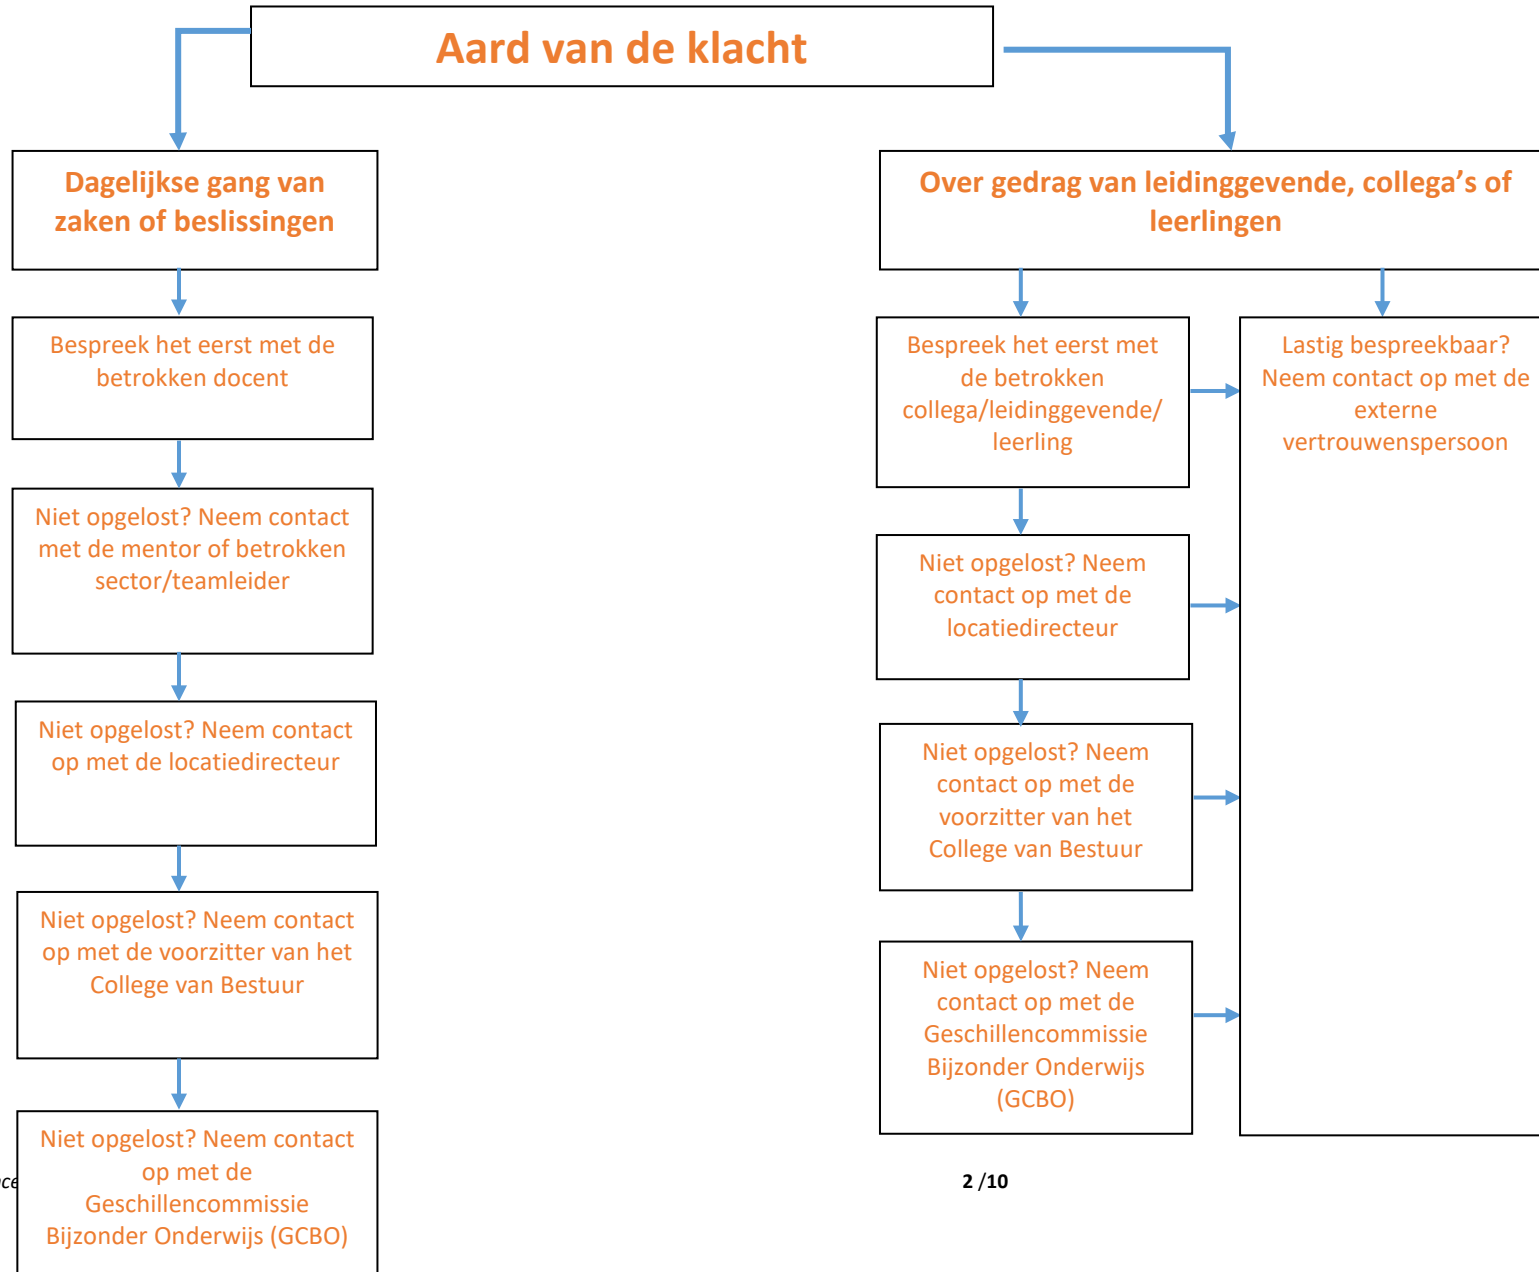 Aard van de klacht
Dagelijkse gang van
zaken of beslissingen
Bespreek het eerst met de
betrokken docent
Niet opgelost? Neem contact
met de mentor of betrokken
sector/teamleider
Niet opgelost? Neem contact
op met de locatiedirecteur
Niet opgelost? Neem contact
op met de voorzitter van het
College van Bestuur
Niet opgelost? Neem contact
op met de
Geschillencommissie
Bijzonder Onderwijs (GCBO)
Over gedrag van leidinggevende, collega's of
leerlingen
Bespreek het eerst met
de betrokken
collega/leidinggevende/
leerling
Niet opgelost? Neem
contact op met de
locatiedirecteur
Niet opgelost? Neem
contact op met de
voorzitter van het
College van Bestuur
Niet opgelost? Neem
contact op met de
Geschillencommissie
Bijzonder Onderwijs
(GCBO)
Lastig bespreekbaar?
Neem contact op met de
externe
vertrouwenspersoon
2 /10